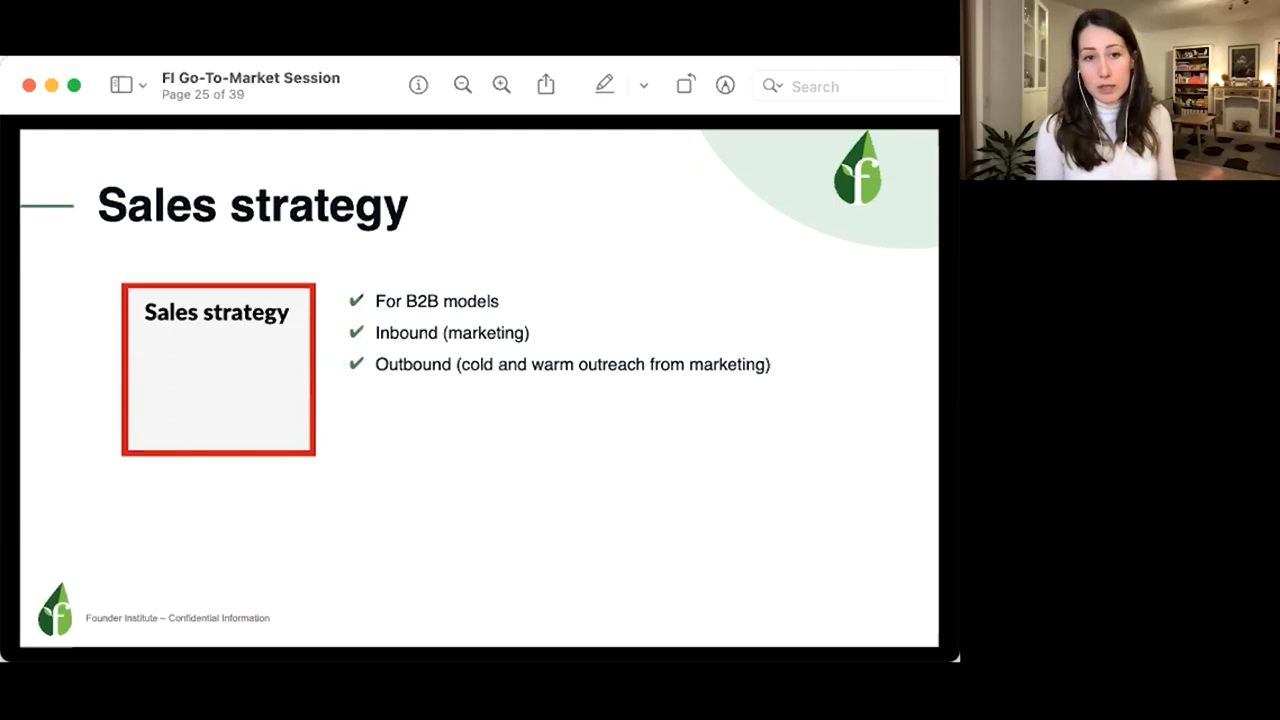 FI Go-To-Market Session
Page 25 of 39
Search
f
Sales strategy
Sales strategy
✔ For B2B models
✔ Inbound (marketing)
✔ Outbound (cold and warm outreach from marketing)
f
Founder Institute – Confidential Information